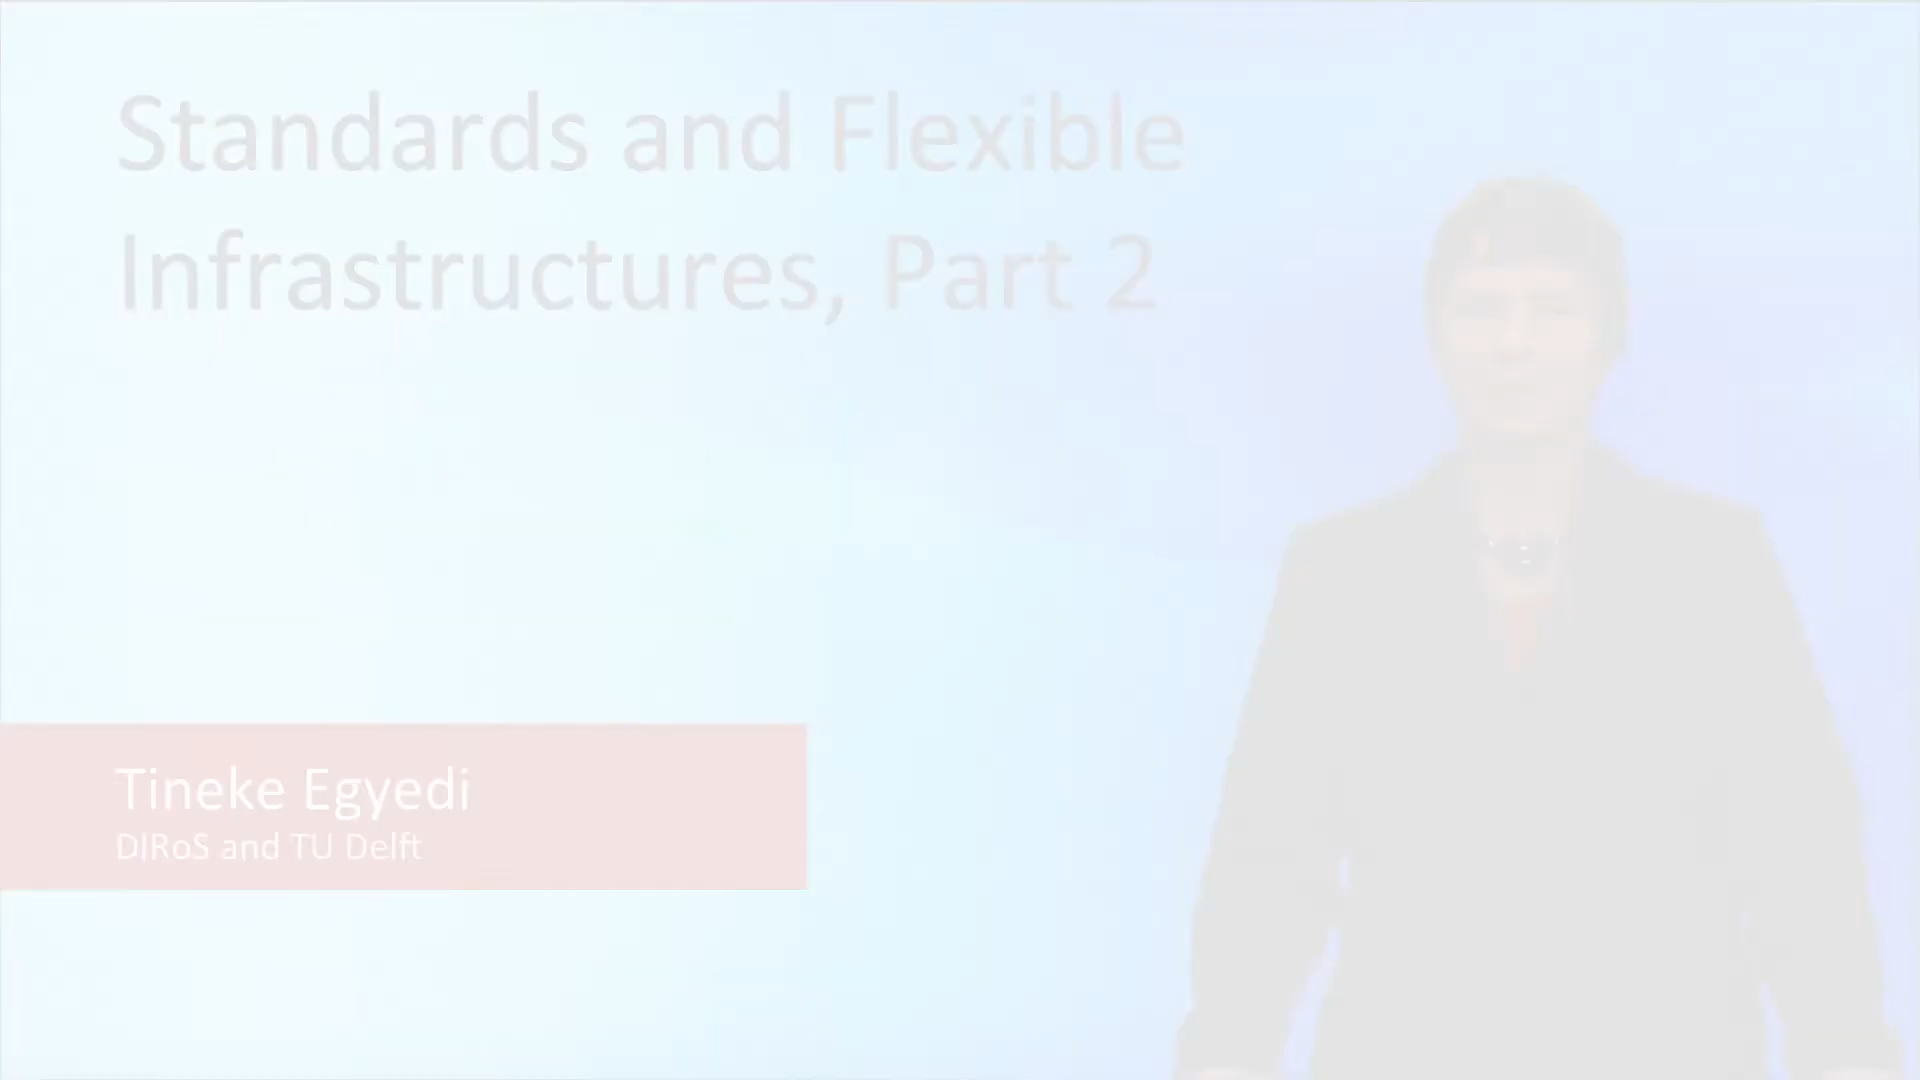 Standards and Flexible
Infrastructures, Part 2
Tineke Egyedi
DIRoS and TU Delft